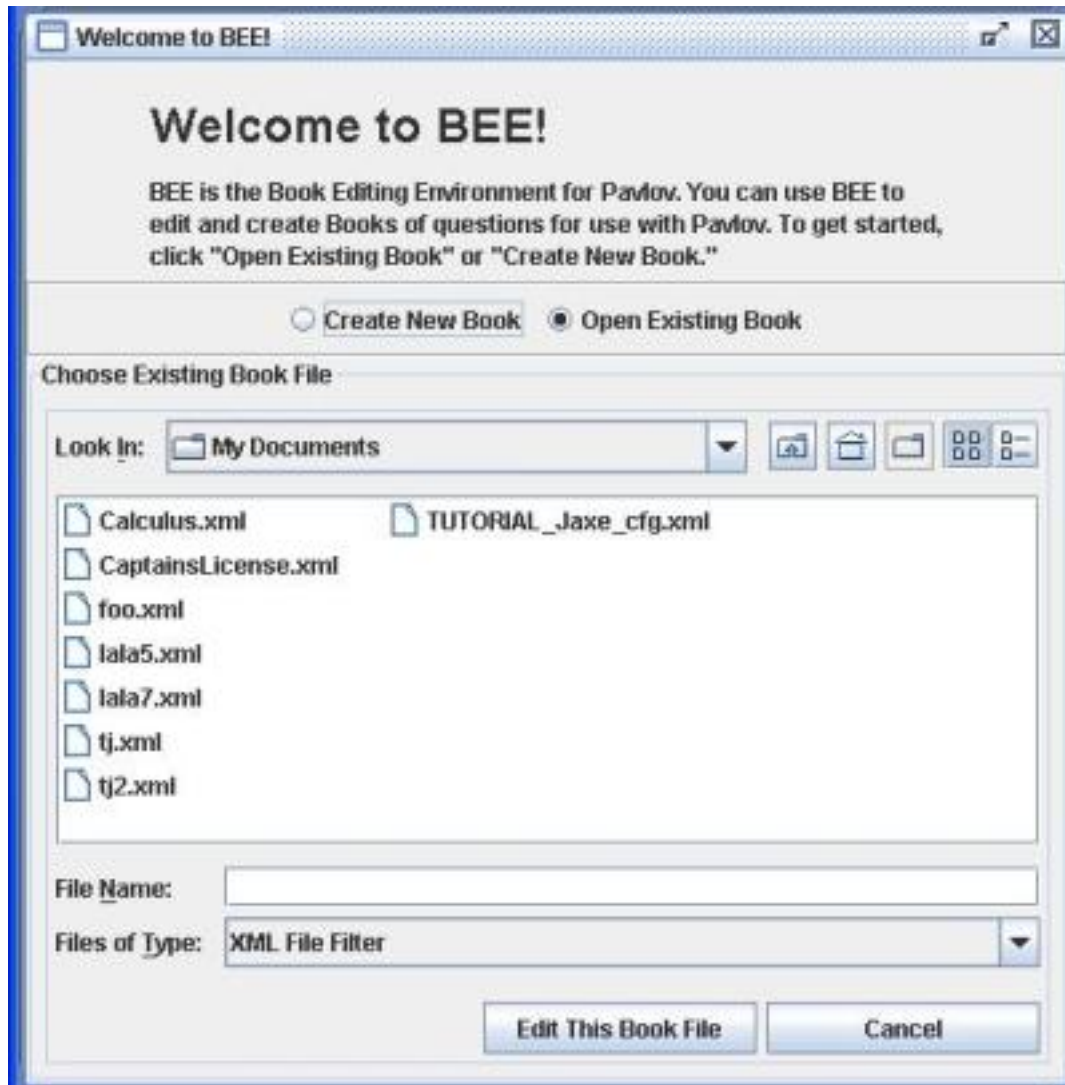 Welcome to BEE!
Welcome to BEE!
BEE is the Book Editing Environment for Pavlov. You can use BEE to
edit and create Books of questions for use with Pavlov. To get started,
click "Open Existing Book" or "Create New Book."
Create New Book Open Existing Book
Choose Existing Book File
Look In: My Documents
Calculus.xml TUTORIAL_Jaxe_cfg.xml
CaptainsLicense.xml
foo.xml
lala5.xml
lala7.xml
tj.xml
tj2.xml
File Name:
Files of Type: XML File Filter
Edit This Book File Cancel